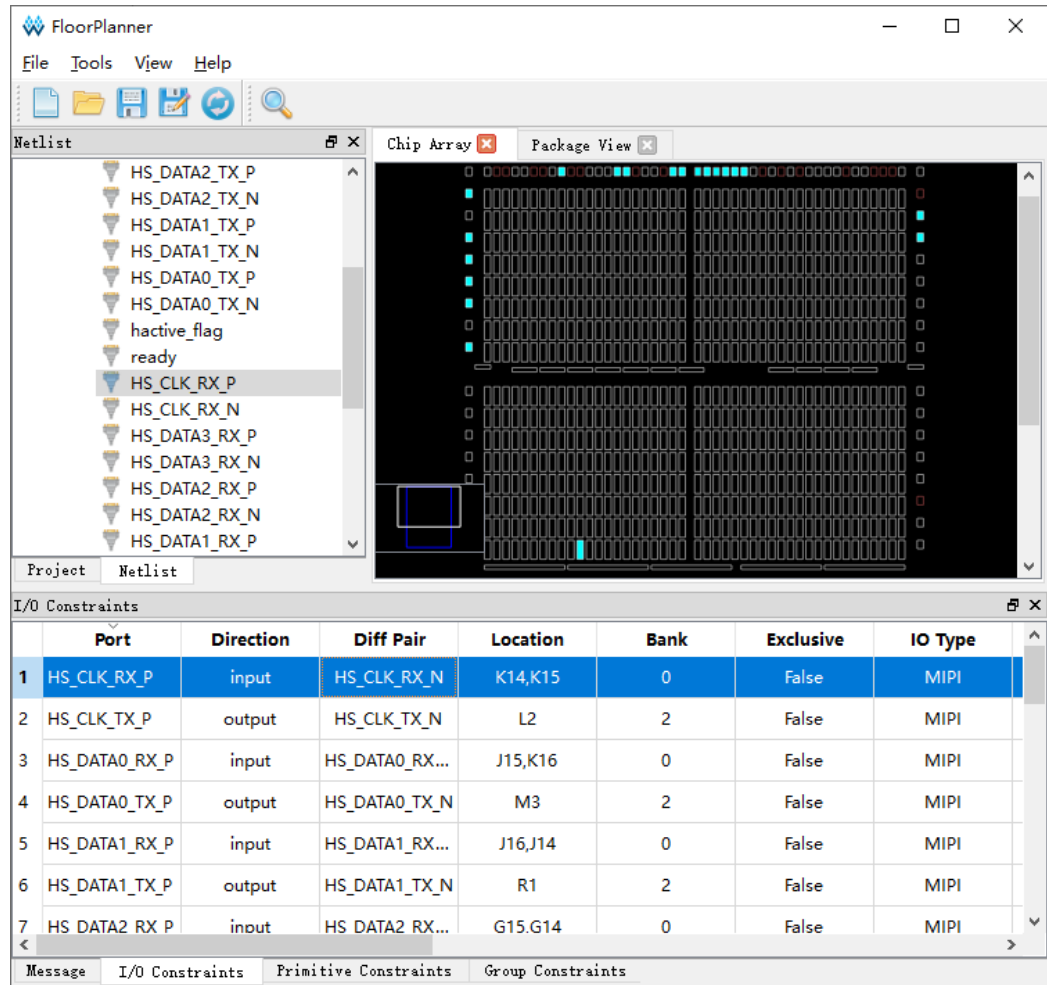 FloorPlanner
File Tools View Help
Netlist
Chip Array Package View
HS_DATA2_TX_P
HS_DATA2_TX_N
HS_DATA1_TX_P
HS_DATA1_TX_N
HS_DATA0_TX_P
HS_DATA0_TX_N
hactive_flag
ready
HS_CLK_RX_P
HS_CLK_RX_N
HS_DATA3_RX_P
HS_DATA3_RX_N
HS_DATA2_RX_P
HS_DATA2_RX_N
HS_DATA1_RX_P
Project Netlist
I/O Constraints
Port Direction Diff Pair Location Bank Exclusive IO Type
1 HS_CLK_RX_P input HS_CLK_RX_N K14,K15 0 False MIPI
2 HS_CLK_TX_P output HS_CLK_TX_N L2 2 False MIPI
3 HS_DATA0_RX_P input HS_DATA0_RX... J15,K16 0 False MIPI
4 HS_DATA0_TX_P output HS_DATA0_TX_N M3 2 False MIPI
5 HS_DATA1_RX_P input HS_DATA1_RX... J16,J14 0 False MIPI
6 HS_DATA1_TX_P output HS_DATA1_TX_N R1 2 False MIPI
7 HS_DATA2_RX_P input HS_DATA2_RX... G15,G14 0 False MIPI
Message I/O Constraints Primitive Constraints Group Constraints